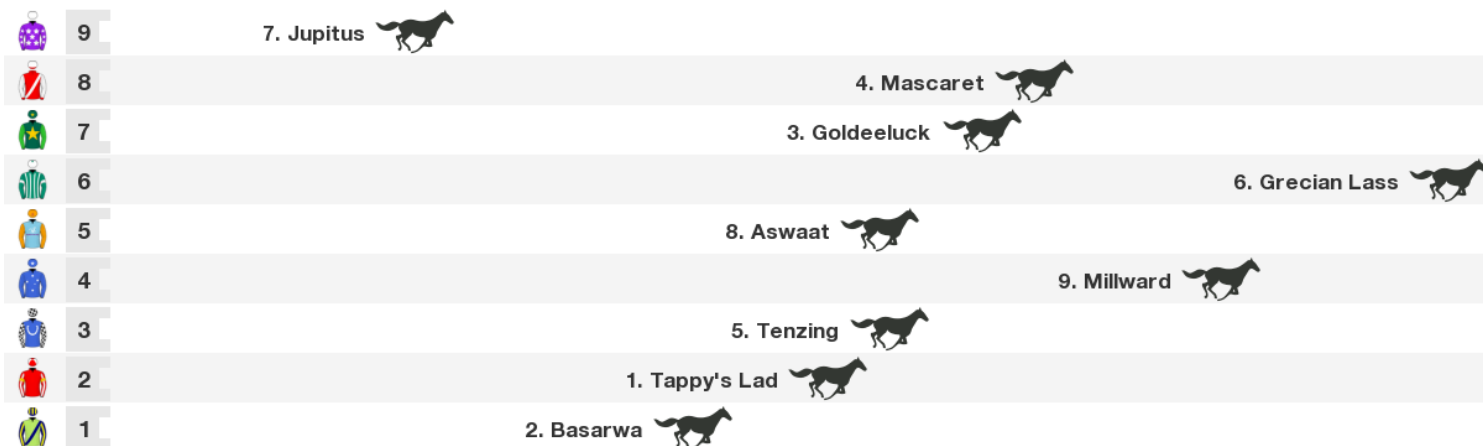 9 7. Jupitus
8 4. Mascaret
7 3. Goldeeluck
6 6. Grecian Lass
5 8. Aswaat
4 9. Millward
3 5. Tenzing
2 1. Tappy's Lad
1 2. Basarwa